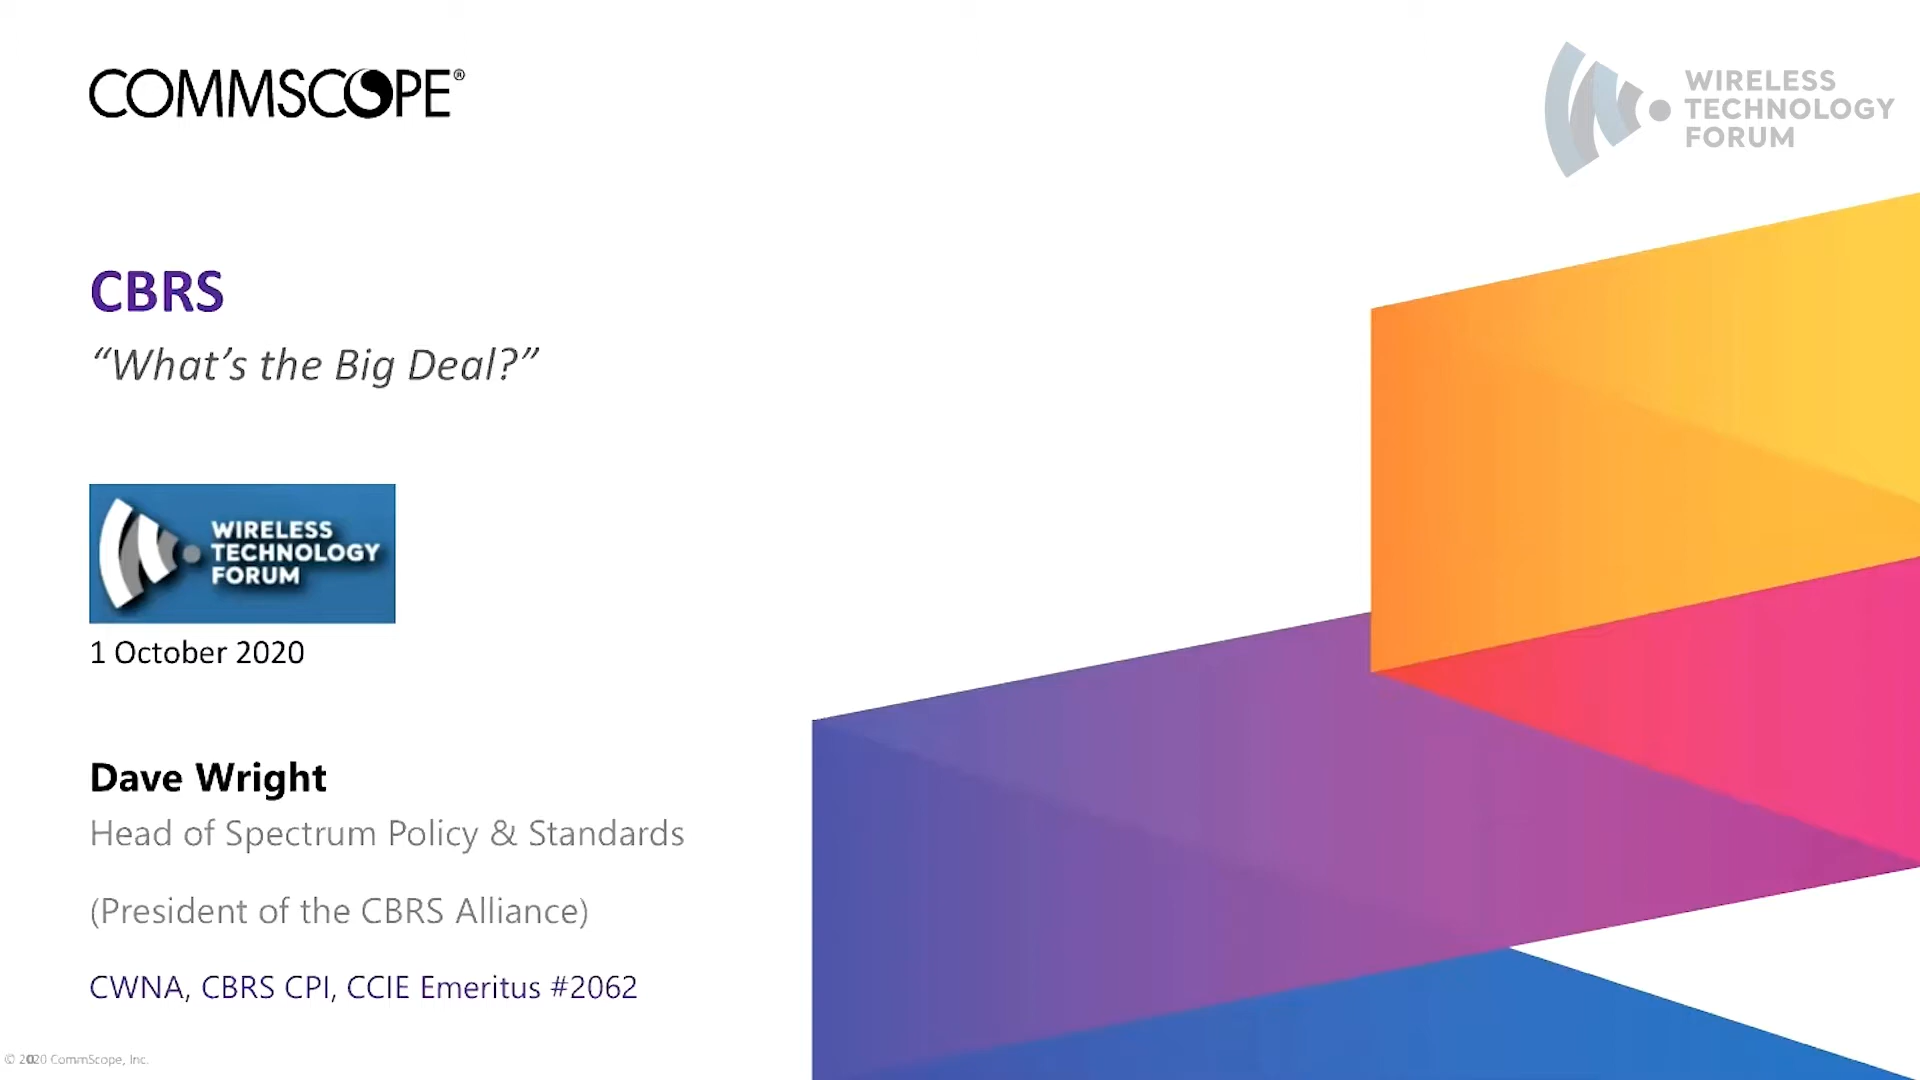 COMMSCOPE®
WIRELESS
TECHNOLOGY
FORUM
CBRS
“What’s the Big Deal?”
WIRELESS
TECHNOLOGY
FORUM
1 October 2020
Dave Wright
Head of Spectrum Policy & Standards
(President of the CBRS Alliance)
CWNA, CBRS CPI, CCIE Emeritus #2062
© 2020 CommScope, Inc.